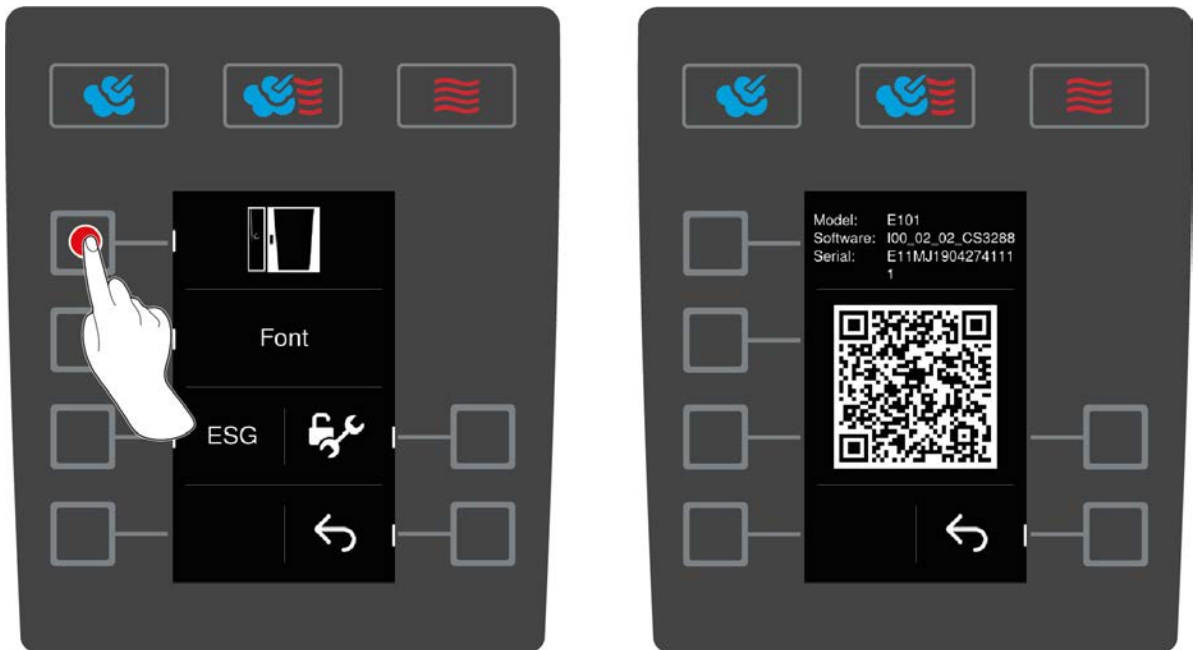 Font
ESG
Model: E101
Software: I00_02_02_CS3288
Serial: E11MJ1904274111
1